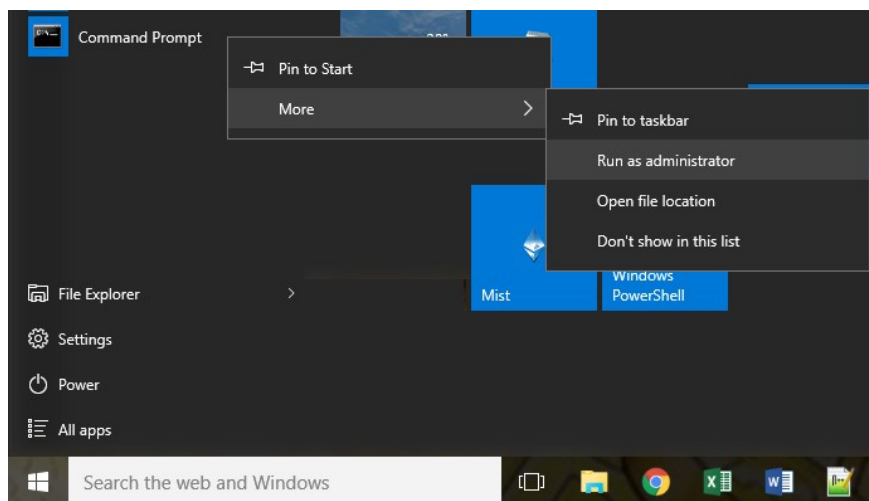 Command Prompt
Pin to Start
More
Pin to taskbar
Run as administrator
Open file location
Don't show in this list
File Explorer
Mist
Windows
PowerShell
Settings
Power
All apps
Search the web and Windows